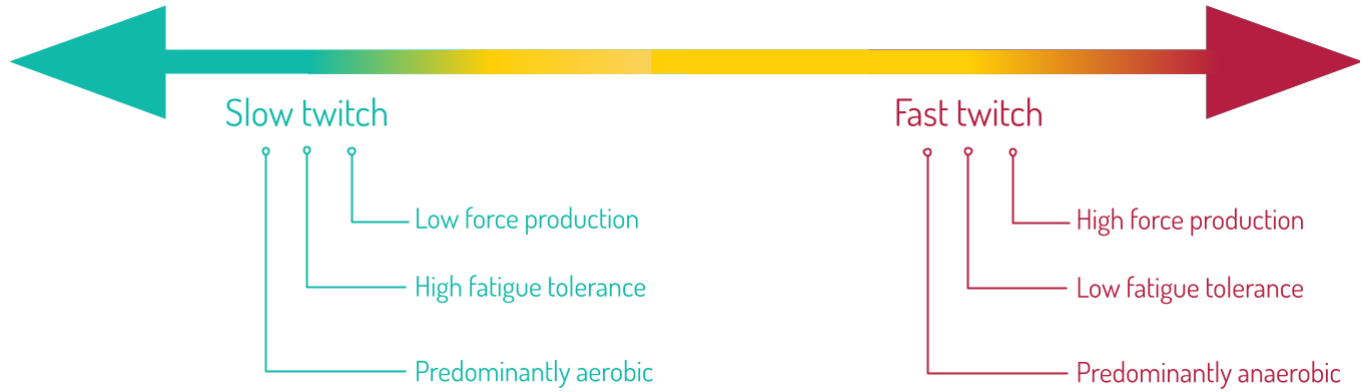 Slow twitch
Low force production
High fatigue tolerance
Predominantly aerobic
Fast twitch
High force production
Low fatigue tolerance
Predominantly anaerobic